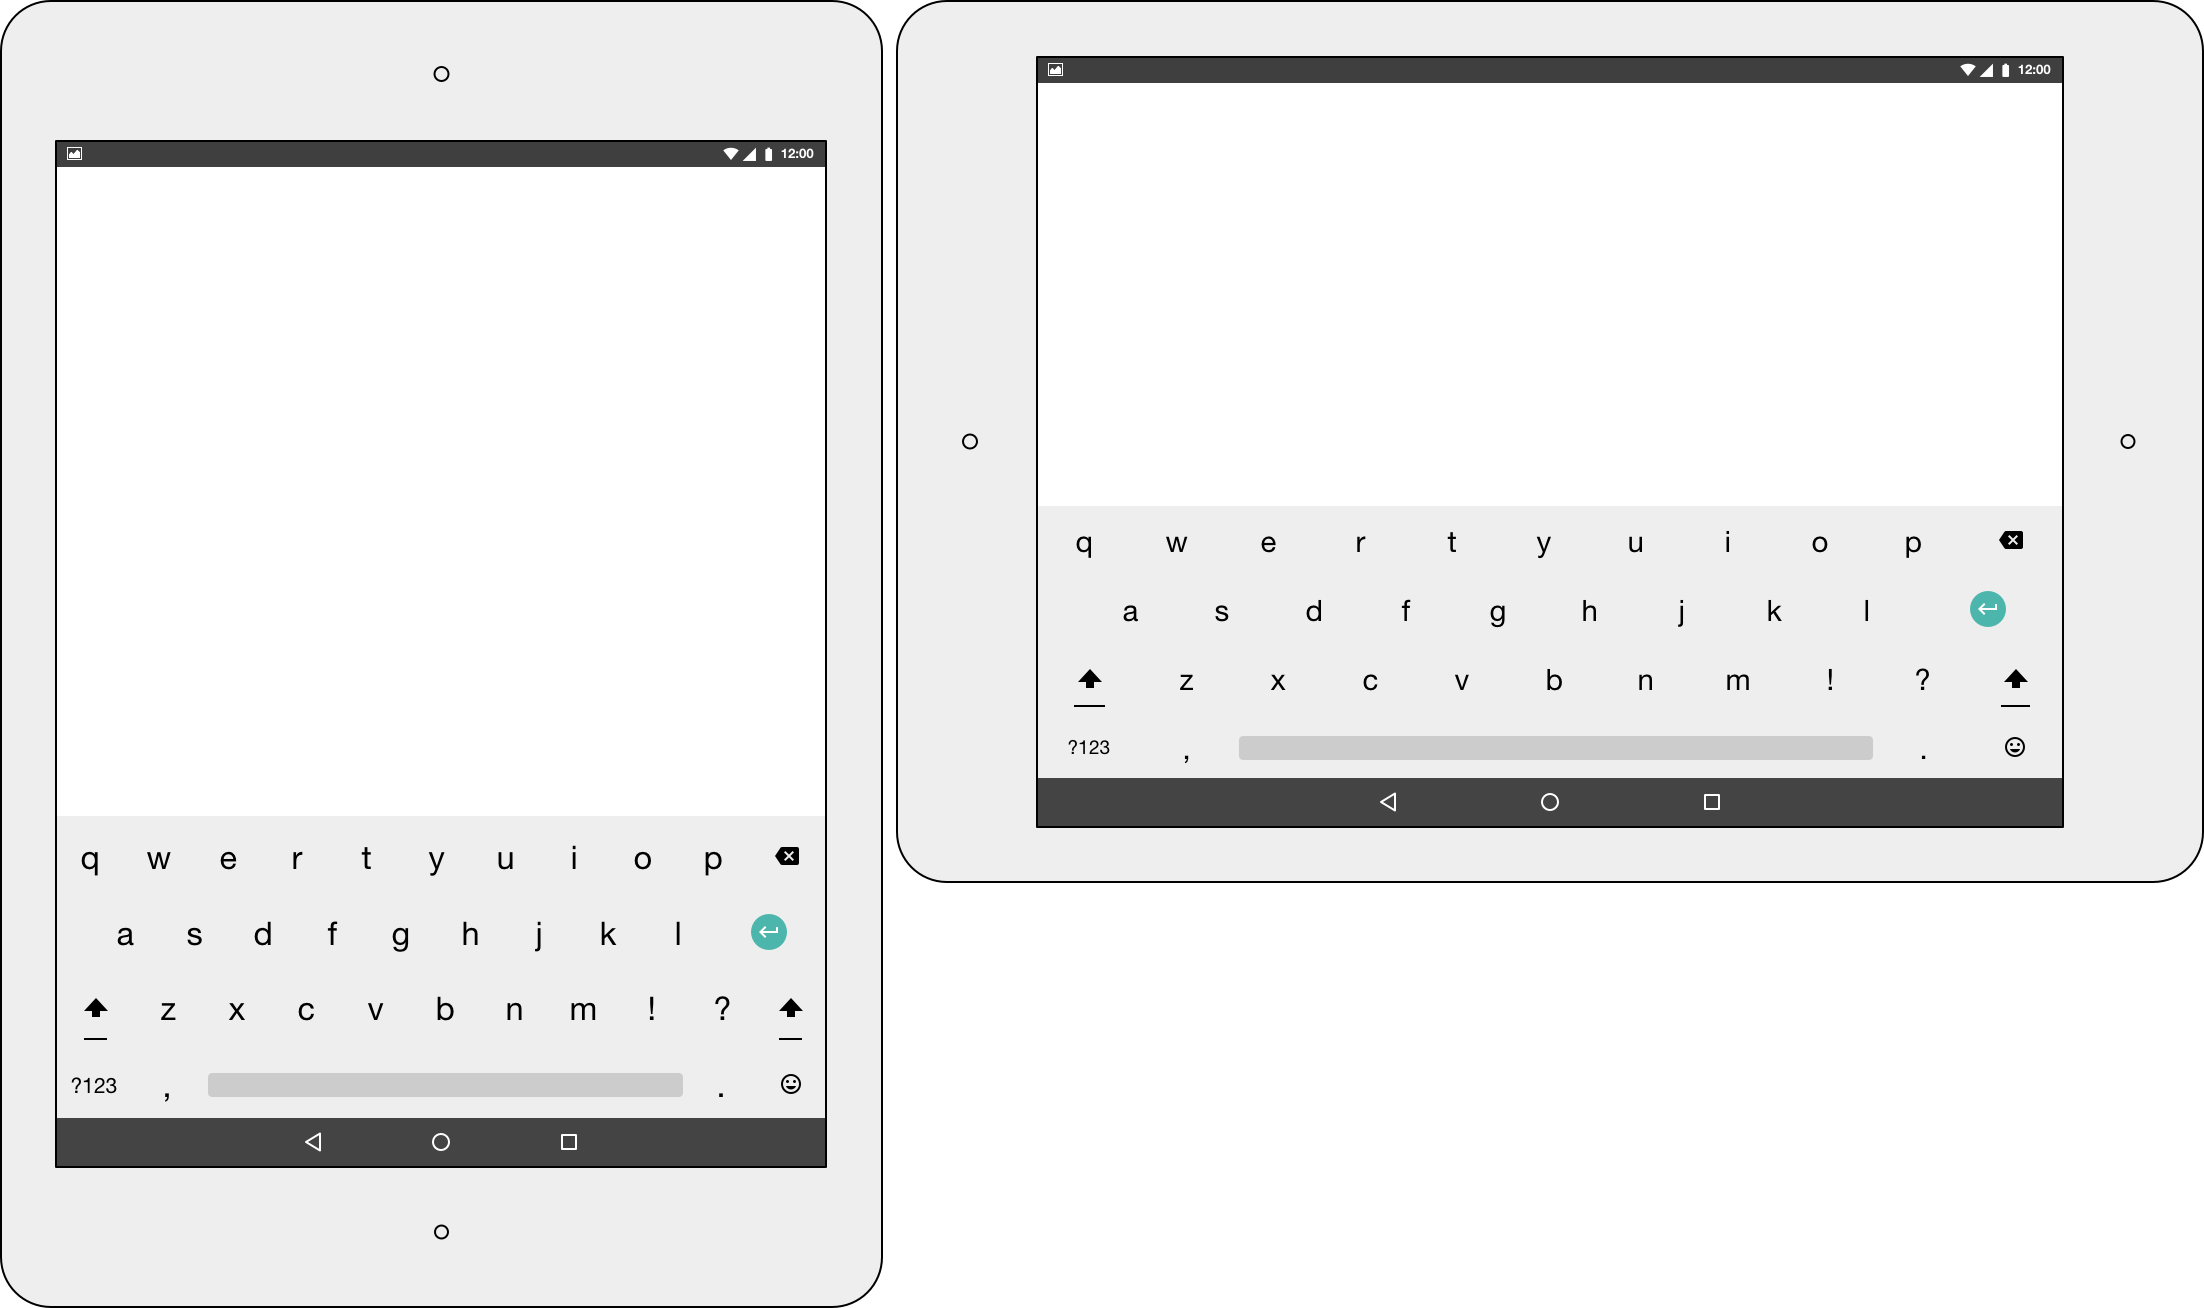 12:00
q w e r t y u i o p
a s d f g h j k l
z x c v b n m ! ?
?123 , .
12:00
q w e r t y u i o p
a s d f g h j k l
z x c v b n m ! ?
?123 , .